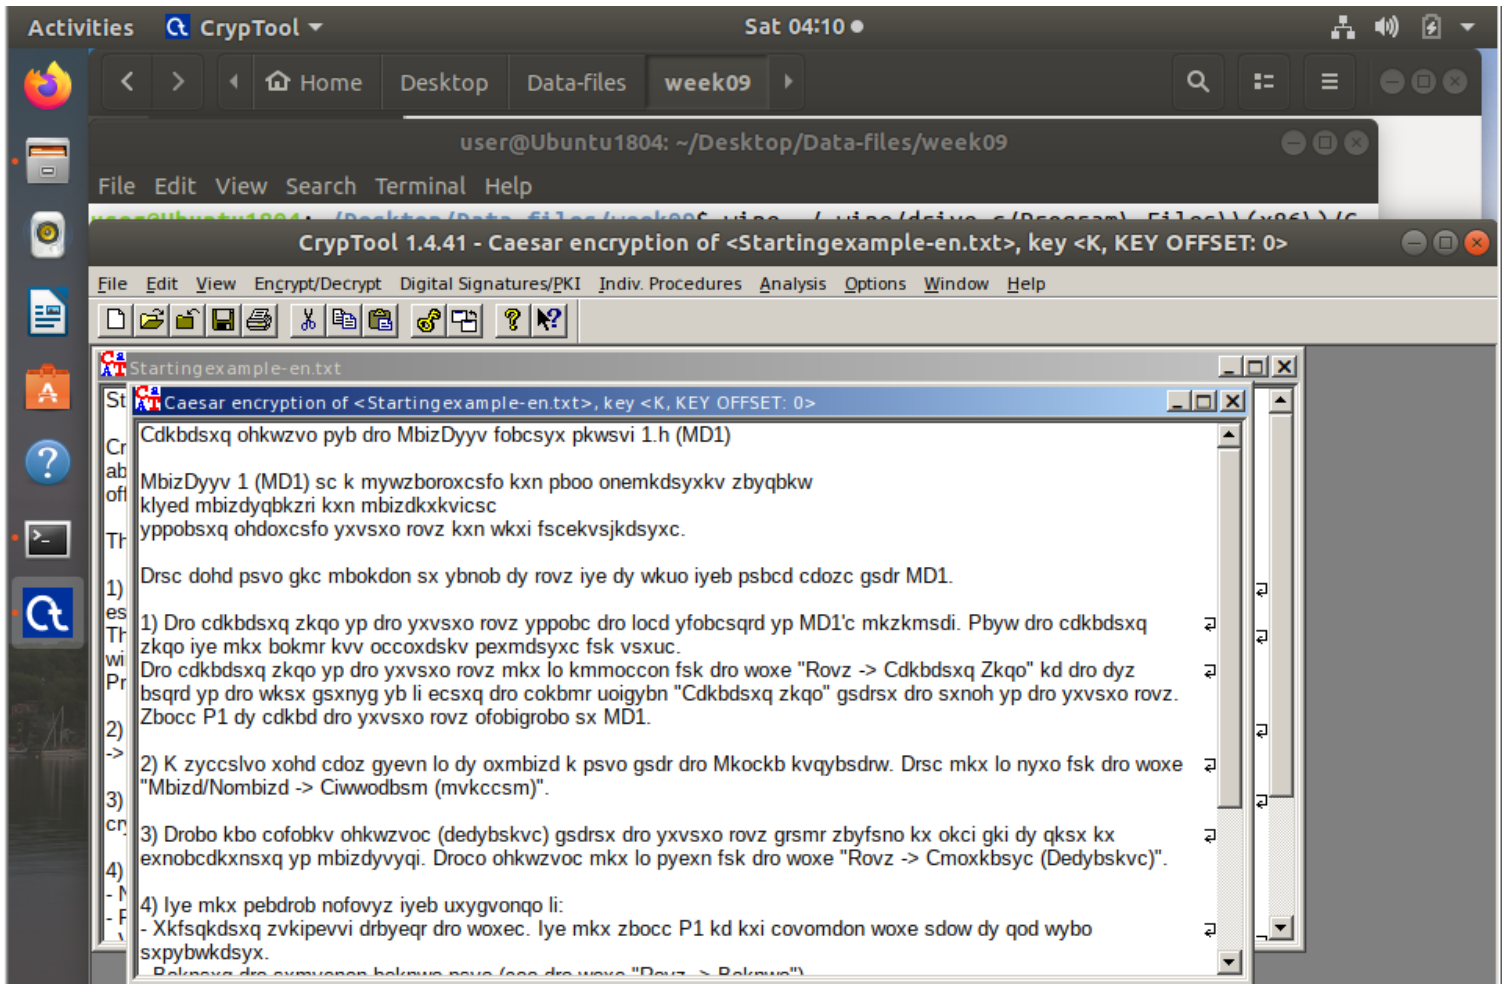 Activities CrypTool Sat 04:10
Home Desktop Data-files week09
user@Ubuntu1804: ~/Desktop/Data-files/week09
File Edit View Search Terminal Help
CrypTool 1.4.41 - Caesar encryption of <Startingexample-en.txt>, key <K, KEY OFFSET: 0>
File Edit View Encrypt/Decrypt Digital Signatures/PKI Indiv. Procedures Analysis Options Window Help
Startingexample-en.txt
Caesar encryption of <Startingexample-en.txt>, key <K, KEY OFFSET: 0>
Cdkbdsxq ohkwzvo pyb dro MbizDyyv fobcsyx pkwsvi 1.h (MD1)
MbizDyyv 1 (MD1) sc k mywzboroxcsfo kxn pboo onemkdsyxkv zbyqbkw
klyed mbizdyqbkzri kxn mbizdkxkvicsc
yppobsxq ohdoxcsfo yxvsxo rovz kxn wkxi fscekvsjkdsyxc.
Drsc dohd psvo gkc mbokdon sx ybnob dy rovz iye dy wkuo iyeb psbcd cdozc gsdr MD1.
1) Dro cdkbdsxq zkqo yp dro yxvsxo rovz yppobc dro locd yfobcsqrd yp MD1'c mkzkmsdi. Pbyw dro cdkbdsxq
zkqo iye mkx bokmr kvv occoxdskv pexmdsyxc fsk vsxuc.
Dro cdkbdsxq zkqo yp dro yxvsxo rovz mkx lo kmmoccon fsk dro woxe "Rovz -> Cdkbdsxq Zkqo" kd dro dyz
bsqrd yp dro wksx gsxnyg yb li ecsxq dro cokbmr uoigybn "Cdkbdsxq zkqo" gsdrsx dro sxnoh yp dro yxvsxo rovz.
Zbocc P1 dy cdkbd dro yxvsxo rovz ofobigrobo sx MD1.
2) K zyccslvo xohd cdoz gyevn lo dy oxmbizd k psvo gsdr dro Mkockb kvqybsdrw. Drsc mkx lo nyxo fsk dro woxe
"Mbizd/Nombizd -> Ciwwodbsm (mvkccsm)".
3) Drobo kbo cofobkv ohkwzvoc (dedybskvc) gsdrsx dro yxvsxo rovz grsmr zbyfsno kx okci gki dy qksx kx
exnobcdkxnsxq yp mbizdyvyqi. Droco ohkwzvoc mkx lo pyexn fsk dro woxe "Rovz -> Cmoxkbsyc (Dedybskvc)".
4) Iye mkx pebdrob nofovyz iyeb uxygvonqo li:
- Xkfsqkdsxq zvkipevvi drbyeqr dro woxec. Iye mkx zbocc P1 kd kxi covomdon woxe sdow dy qod wybo
sxpybwkdsyx.